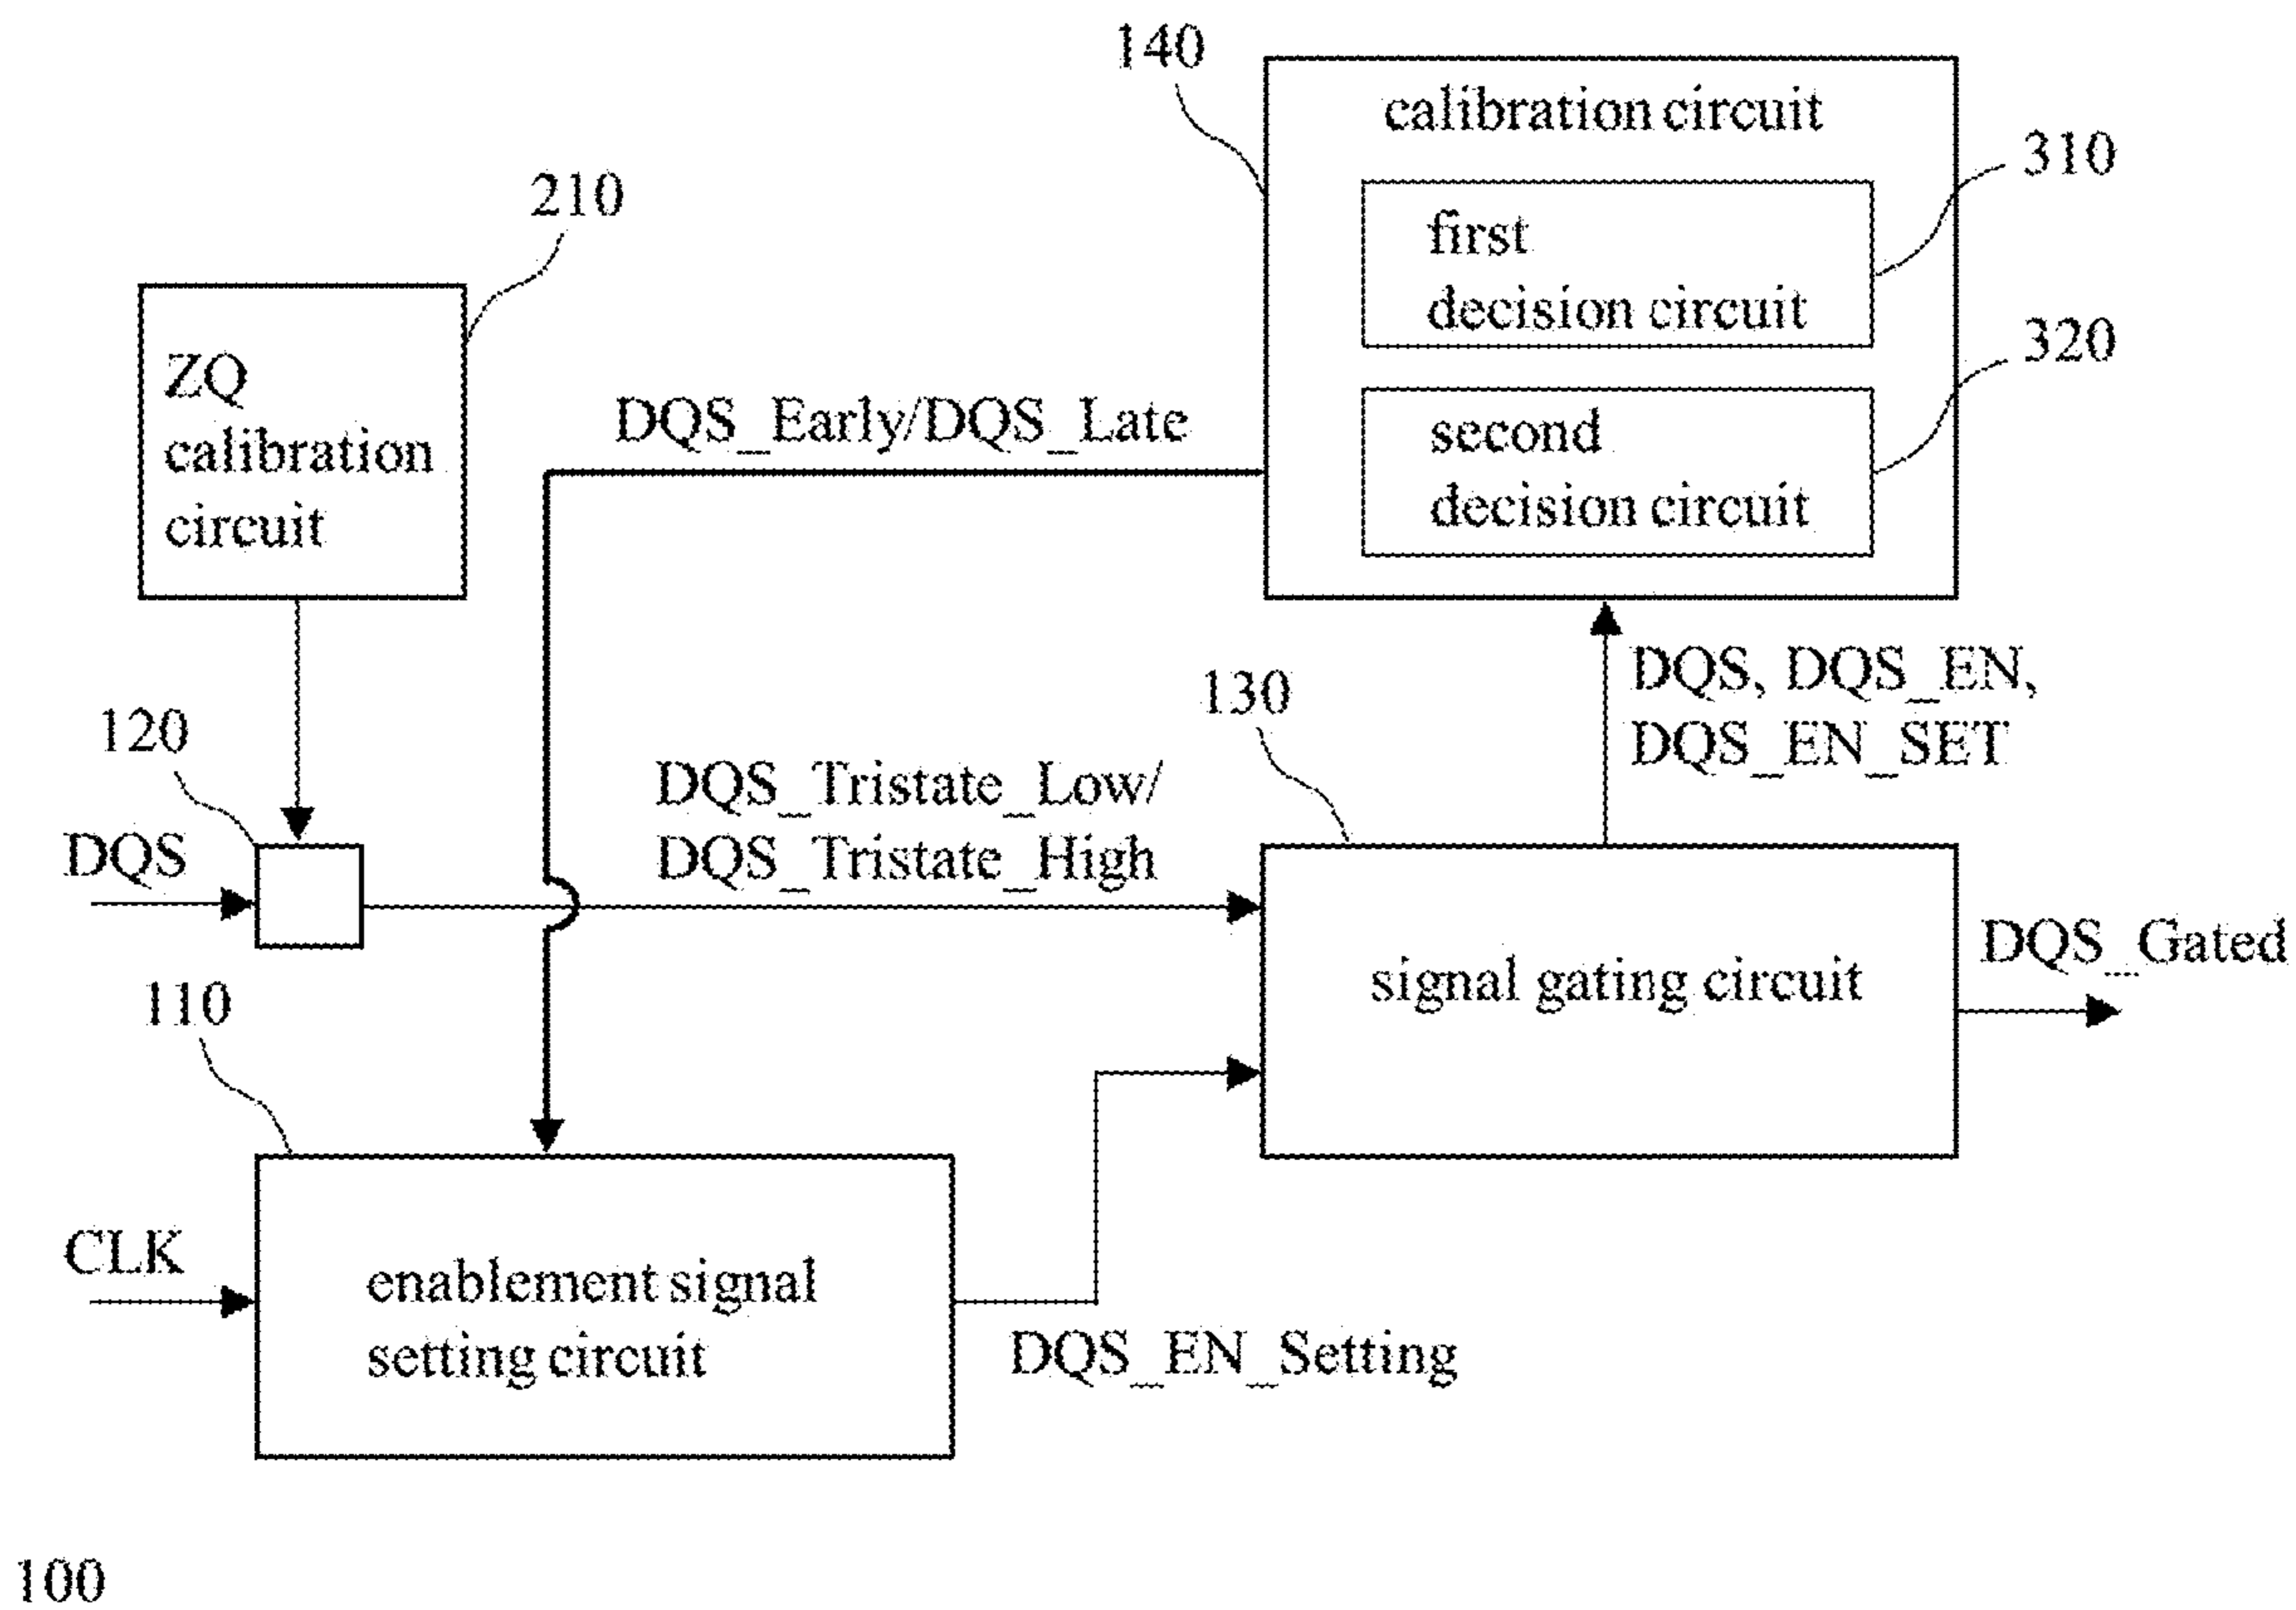 140
calibration circuit
310
first
decision circuit
320
second
decision circuit
210
ZQ
calibration
circuit
DQS_Early/DQS_Late
DQS, DQS_EN,
DQS_EN_SET
130
120
DQS_Tristate_Low/
DQS_Tristate_High
DQS
signal gating circuit
DQS_Gated
110
CLK
enablement signal
setting circuit
DQS_EN_Setting
100